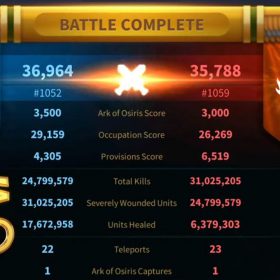 BATTLE COMPLETE
36,964 35,788
#1052 #1059
3,500 Ark of Osiris Score 3,000
29,159 Occupation Score 26,269
4,305 Provisions Score 6,519
24,799,579 Total Kills 31,025,205
31,025,205 Severely Wounded Units 24,799,579
17,672,958 Units Healed 6,379,303
22 Teleports 23
1 Ark of Osiris Captures 1